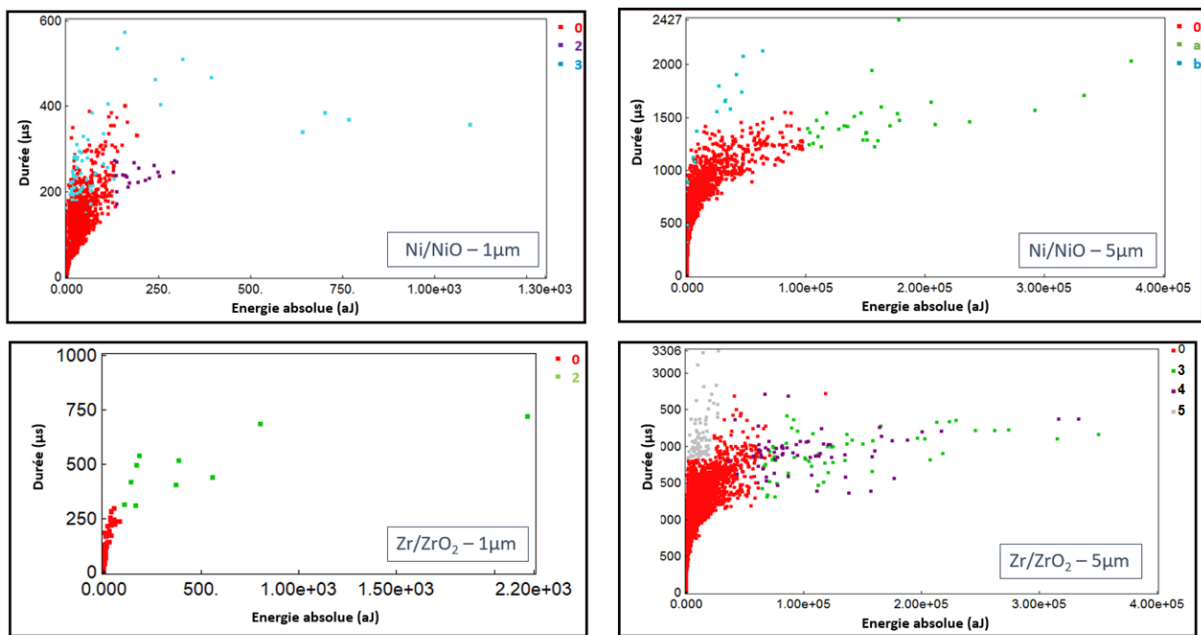 600
400
200
0
Durée (µs)
0.000
250.
500.
750.
1.00e+03
1.30e+03
Energie absolue (aJ)
0
2
3
Ni/NiO – 1µm
2427
2000
1500
1000
500
0
Durée (µs)
0.000
1.00e+05
2.00e+05
3.00e+05
4.00e+05
Energie absolue (aJ)
0
a
b
Ni/NiO – 5µm
1000
750
500
250
0
Durée (µs)
0.000
500.
1.00e+03
1.50e+03
2.20e+03
Energie absolue (aJ)
0
2
Zr/ZrO₂ – 1µm
3306
3000
500
000
500
000
500
0
Durée (µs)
0.000
1.00e+05
2.00e+05
3.00e+05
4.00e+05
Energie absolue (aJ)
0
3
4
5
Zr/ZrO₂ – 5µm